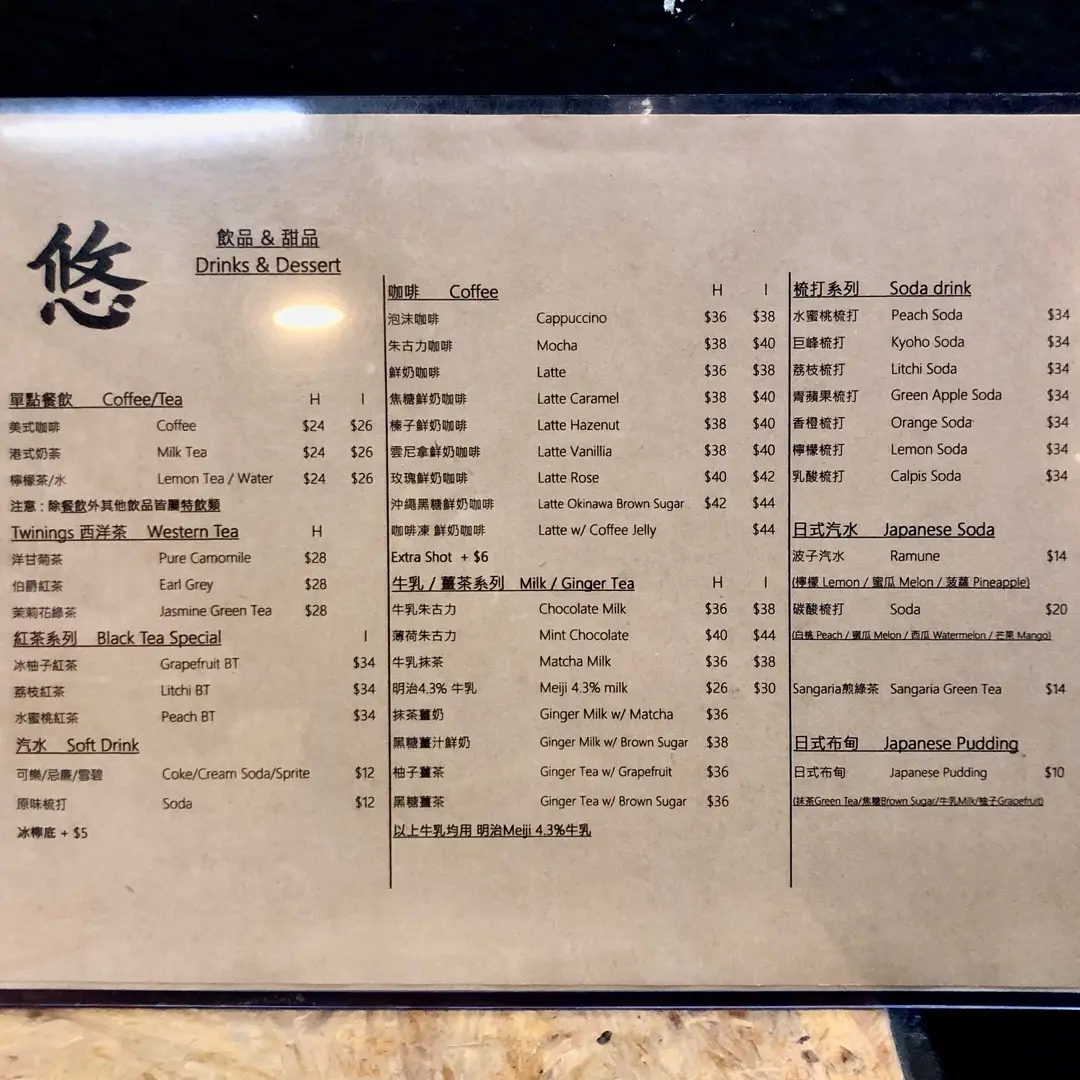 悠
飲品 & 甜品
Drinks & Dessert
單點餐飲 Coffee/Tea H I
美式咖啡 Coffee $24 $26
港式奶茶 Milk Tea $24 $26
檸檬茶/水 Lemon Tea / Water $24 $26
注意 : 除餐飲外其他飲品皆屬特飲類
Twinings 西洋茶 Western Tea H
洋甘菊茶 Pure Camomile $28
伯爵紅茶 Earl Grey $28
茉莉花綠茶 Jasmine Green Tea $28
紅茶系列 Black Tea Special I
冰柚子紅茶 Grapefruit BT $34
荔枝紅茶 Litchi BT $34
水蜜桃紅茶 Peach BT $34
汽水 Soft Drink
可樂/忌廉/雪碧 Coke/Cream Soda/Sprite $12
原味梳打 Soda $12
冰檸底 + $5
咖啡 Coffee H I
泡沫咖啡 Cappuccino $36 $38
朱古力咖啡 Mocha $38 $40
鮮奶咖啡 Latte $36 $38
焦糖鮮奶咖啡 Latte Caramel $38 $40
榛子鮮奶咖啡 Latte Hazenut $38 $40
雲尼拿鮮奶咖啡 Latte Vanillia $38 $40
玫瑰鮮奶咖啡 Latte Rose $40 $42
沖繩黑糖鮮奶咖啡 Latte Okinawa Brown Sugar $42 $44
咖啡凍 鮮奶咖啡 Latte w/ Coffee Jelly $44
Extra Shot + $6
牛乳 / 薑茶系列 Milk / Ginger Tea H I
牛乳朱古力 Chocolate Milk $36 $38
薄荷朱古力 Mint Chocolate $40 $44
牛乳抹茶 Matcha Milk $36 $38
明治4.3% 牛乳 Meiji 4.3% milk $26 $30
抹茶薑奶 Ginger Milk w/ Matcha $36
黑糖薑汁鮮奶 Ginger Milk w/ Brown Sugar $38
柚子薑茶 Ginger Tea w/ Grapefruit $36
黑糖薑茶 Ginger Tea w/ Brown Sugar $36
以上牛乳均用 明治Meiji 4.3%牛乳
梳打系列 Soda drink
水蜜桃梳打 Peach Soda $34
巨峰梳打 Kyoho Soda $34
荔枝梳打 Litchi Soda $34
青蘋果梳打 Green Apple Soda $34
香橙梳打 Orange Soda $34
檸檬梳打 Lemon Soda $34
乳酸梳打 Calpis Soda $34
日式汽水 Japanese Soda
波子汽水 Ramune $14
(檸檬 Lemon / 蜜瓜 Melon / 菠蘿 Pineapple)
碳酸梳打 Soda $20
(白桃 Peach / 蜜瓜 Melon / 西瓜 Watermelon / 芒果 Mango)
Sangaria煎綠茶 Sangaria Green Tea $14
日式布甸 Japanese Pudding
日式布甸 Japanese Pudding $10
(抹茶Green Tea/焦糖Brown Sugar/牛乳Milk/柚子Grapefruit)